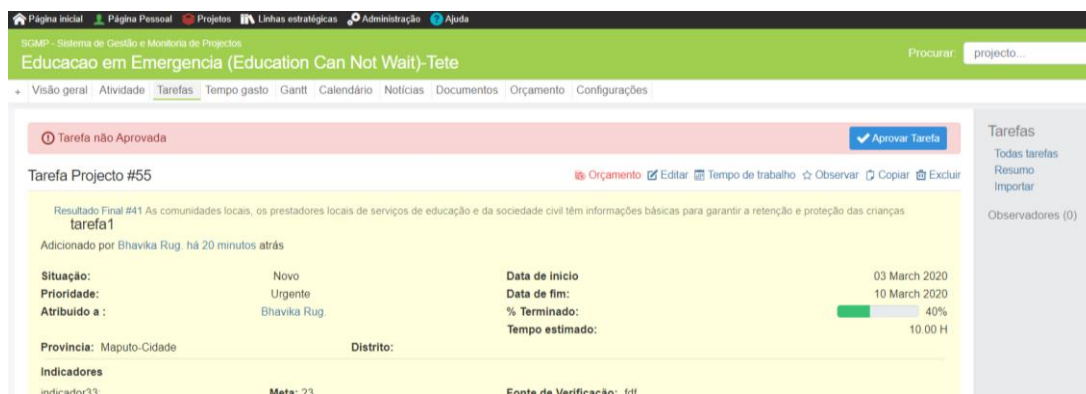 Página inicial Página Pessoal Projetos Linhas estratégicas Administração Ajuda
SGMP - Sistema de Gestão e Monitoria de Projectos
Educacao em Emergencia (Education Can Not Wait)-Tete
Procurar: projecto...
+ Visão geral Atividade Tarefas Tempo gasto Gantt Calendário Notícias Documentos Orçamento Configurações
Tarefa não Aprovada Aprovar Tarefa
Tarefa Projecto #55 Orçamento Editar Tempo de trabalho Observar Copiar Excluir
Resultado Final #41 As comunidades locais, os prestadores locais de serviços de educação e da sociedade civil têm informações básicas para garantir a retenção e proteção das crianças
tarefa1
Adicionado por Bhavika Rug. há 20 minutos atrás
Situação: Novo Data de inicio 03 March 2020
Prioridade: Urgente Data de fim: 10 March 2020
Atribuido a : Bhavika Rug. % Terminado: 40%
Tempo estimado: 10.00 H
Provincia: Maputo-Cidade Distrito:
Indicadores
indicador33: Meta: 23 Fonte de Verificação: fdf
Tarefas
Todas tarefas
Resumo
Importar
Observadores (0)